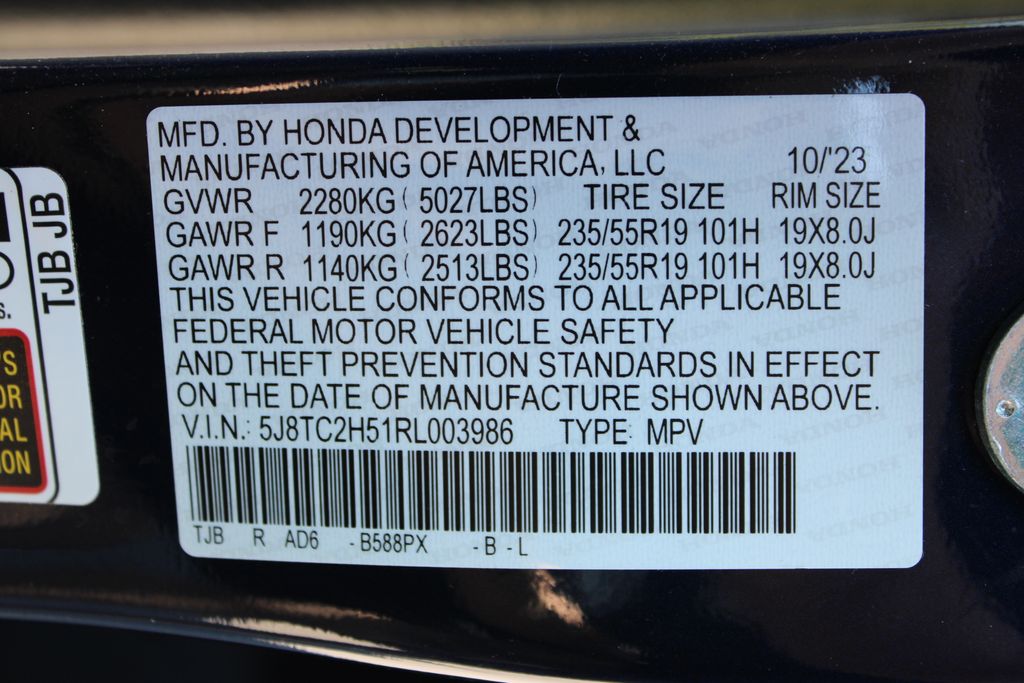 MFD. BY HONDA DEVELOPMENT &
MANUFACTURING OF AMERICA, LLC 10/'23
GVWR 2280KG ( 5027LBS) TIRE SIZE RIM SIZE
GAWR F 1190KG ( 2623LBS) 235/55R19 101H 19X8.0J
GAWR R 1140KG ( 2513LBS) 235/55R19 101H 19X8.0J
THIS VEHICLE CONFORMS TO ALL APPLICABLE
FEDERAL MOTOR VEHICLE SAFETY
AND THEFT PREVENTION STANDARDS IN EFFECT
ON THE DATE OF MANUFACTURE SHOWN ABOVE.
V.I.N.: 5J8TC2H51RL003986 TYPE: MPV
TJB R AD6 -B588PX -B -L
TJB JB